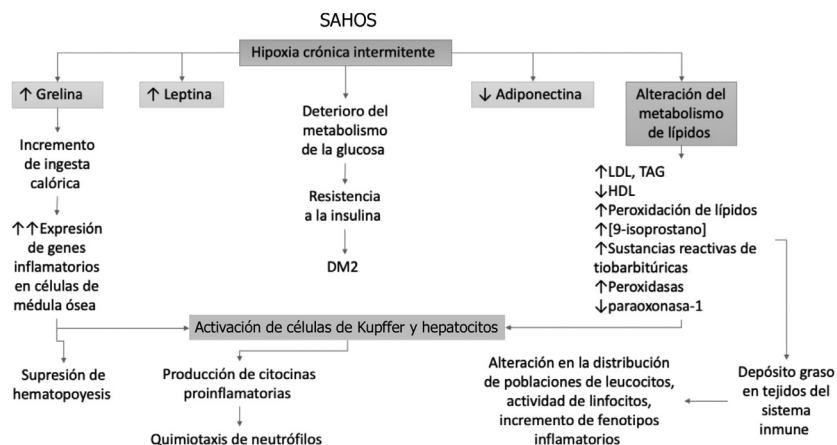 SAHOS
Hipoxia crónica intermitente
↑ Grelina
↑ Leptina
↓ Adiponectina
Alteración del
metabolismo
de lípidos
Incremento
de ingesta
calórica
↑↑Expresión
de genes
inflamatorios
en células de
médula ósea
Supresión de
hematopoyesis
Deterioro del
metabolismo
de la glucosa
Resistencia
a la insulina
DM2
↑LDL, TAG
↓HDL
↑Peroxidación de lípidos
↑[9-isoprostano]
↑Sustancias reactivas de
tiobarbitúricas
↑Peroxidasas
↓paraoxonasa-1
Activación de células de Kupffer y hepatocitos
Producción de citocinas
proinflamatorias
Quimiotaxis de neutrófilos
Alteración en la distribución
de poblaciones de leucocitos,
actividad de linfocitos,
incremento de fenotipos
inflamatorios
Depósito graso
en tejidos del
sistema
inmune